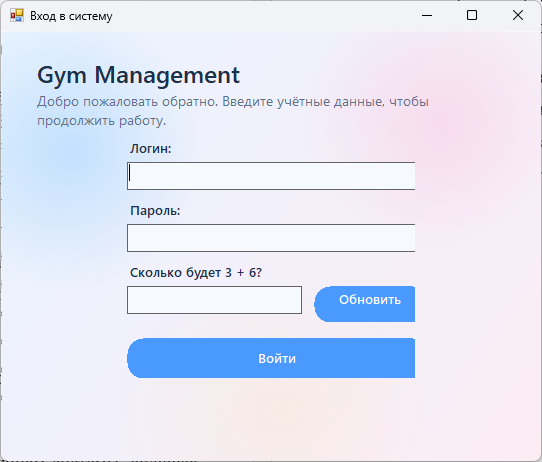 Вход в систему
Gym Management
Добро пожаловать обратно. Введите учётные данные, чтобы
продолжить работу.
Логин:
Пароль:
Сколько будет 3 + 6?
Обновить
Войти